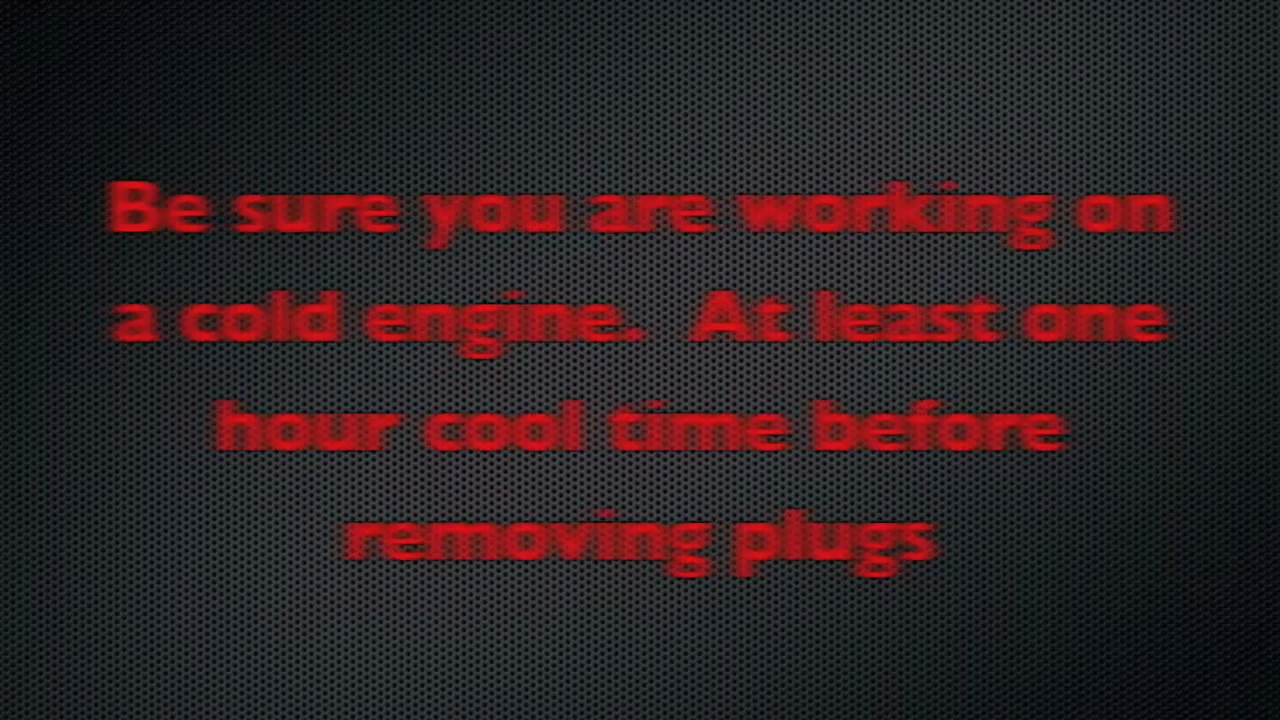 Be sure you are working on
a cold engine.  At least one
hour cool time before
removing plugs